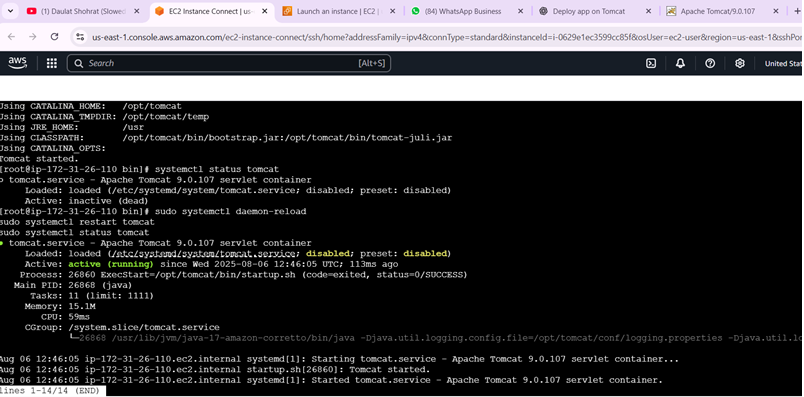 (1) Daulat Shohrat (Slowed
EC2 Instance Connect | us-
Launch an instance | EC2 |
(84) WhatsApp Business
Deploy app on Tomcat
Apache Tomcat/9.0.107
us-east-1.console.aws.amazon.com/ec2-instance-connect/ssh/home?addressFamily=ipv4&connType=standard&instanceId=i-0629e1ec3599cc85f&osUser=ec2-user&region=us-east-1&sshPor
aws
Search
[Alt+S]
United Stat
Using CATALINA_HOME:   /opt/tomcat
Using CATALINA_TMPDIR: /opt/tomcat/temp
Using JRE_HOME:        /usr
Using CLASSPATH:       /opt/tomcat/bin/bootstrap.jar:/opt/tomcat/bin/tomcat-juli.jar
Using CATALINA_OPTS:
Tomcat started.
[root@ip-172-31-26-110 bin]# systemctl status tomcat
○ tomcat.service - Apache Tomcat 9.0.107 servlet container
Loaded: loaded (/etc/systemd/system/tomcat.service; disabled; preset: disabled)
Active: inactive (dead)
[root@ip-172-31-26-110 bin]# sudo systemctl daemon-reload
sudo systemctl restart tomcat
sudo systemctl status tomcat
● tomcat.service - Apache Tomcat 9.0.107 servlet container
Loaded: loaded (/etc/systemd/system/tomcat.service; disabled; preset: disabled)
Active: active (running) since Wed 2025-08-06 12:46:05 UTC; 113ms ago
Process: 26860 ExecStart=/opt/tomcat/bin/startup.sh (code=exited, status=0/SUCCESS)
Main PID: 26868 (java)
Tasks: 11 (limit: 1111)
Memory: 15.1M
CPU: 59ms
CGroup: /system.slice/tomcat.service
└─26868 /usr/lib/jvm/java-17-amazon-corretto/bin/java -Djava.util.logging.config.file=/opt/tomcat/conf/logging.properties -Djava.util.lo
Aug 06 12:46:05 ip-172-31-26-110.ec2.internal systemd[1]: Starting tomcat.service - Apache Tomcat 9.0.107 servlet container...
Aug 06 12:46:05 ip-172-31-26-110.ec2.internal startup.sh[26860]: Tomcat started.
Aug 06 12:46:05 ip-172-31-26-110.ec2.internal systemd[1]: Started tomcat.service - Apache Tomcat 9.0.107 servlet container.
lines 1-14/14 (END)